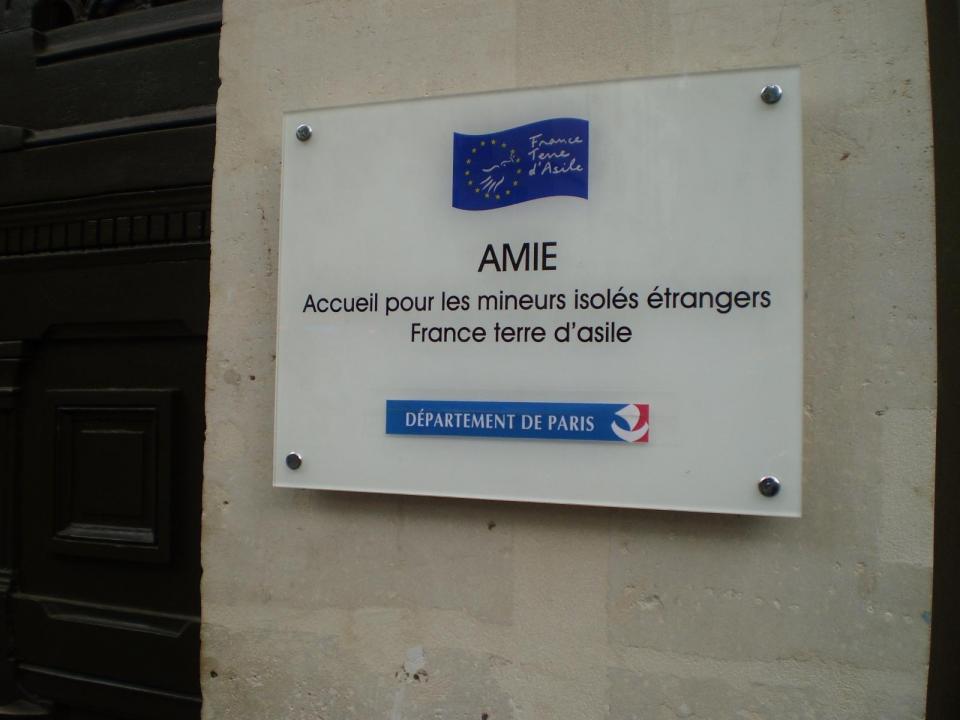 France
Terre
d'Asile
AMIE
Accueil pour les mineurs isolés étrangers
France terre d'asile
DÉPARTEMENT DE PARIS